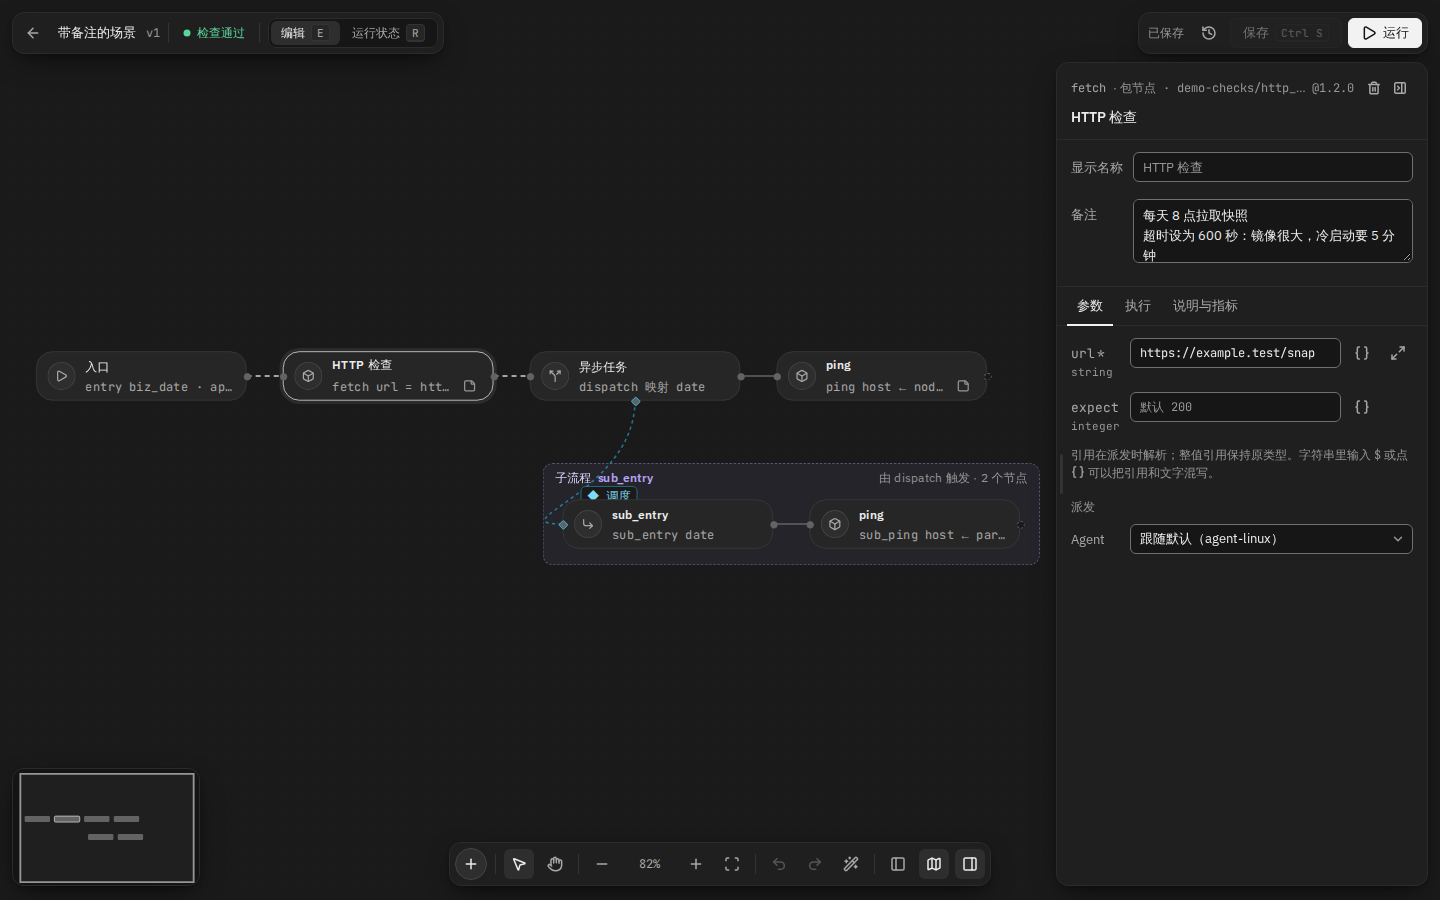 带备注的场景 v1 检查通过 编辑 E 运行状态 R
已保存 保存 Ctrl S 运行
fetch · 包节点 · demo-checks/http_… @1.2.0
HTTP 检查
显示名称 HTTP 检查
备注 每天 8 点拉取快照
超时设为 600 秒：镜像很大，冷启动要 5 分
钟
参数 执行 说明与指标
url* https://example.test/snap
string
expect 默认 200
integer
引用在派发时解析；整值引用保持原类型。字符串里输入 $ 或点
{} 可以把引用和文字混写。
派发
Agent 跟随默认（agent-linux）
入口
entry biz_date · ap…
HTTP 检查
fetch url = htt…
异步任务
dispatch 映射 date
ping
ping host ← nod…
子流程 sub_entry 由 dispatch 触发 · 2 个节点
调度
sub_entry
sub_entry date
ping
sub_ping host ← par…
82%